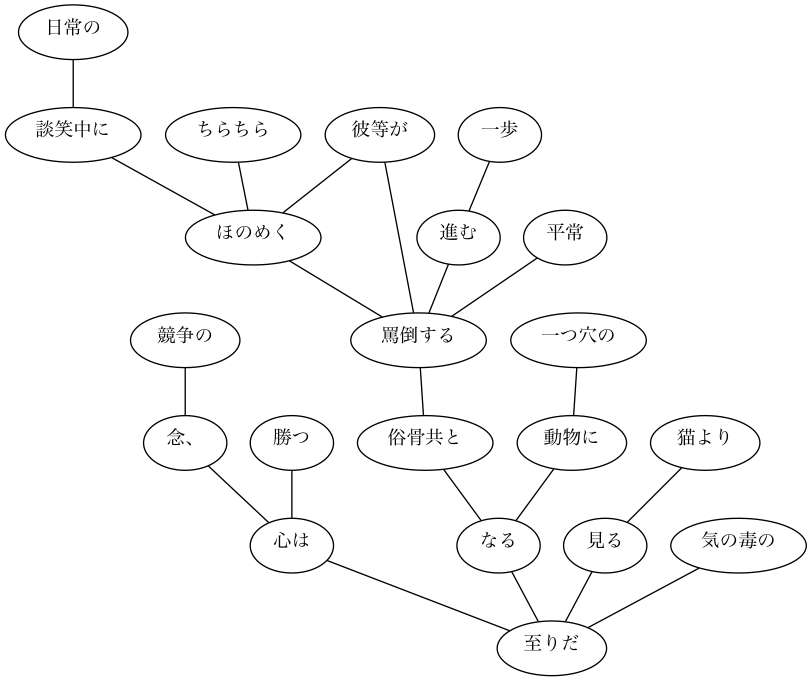 日常の
談笑中に
ちらちら
彼等が
一歩
ほのめく
進む
平常
競争の
罵倒する
一つ穴の
念、
勝つ
俗骨共と
動物に
猫より
心は
なる
見る
気の毒の
至りだ